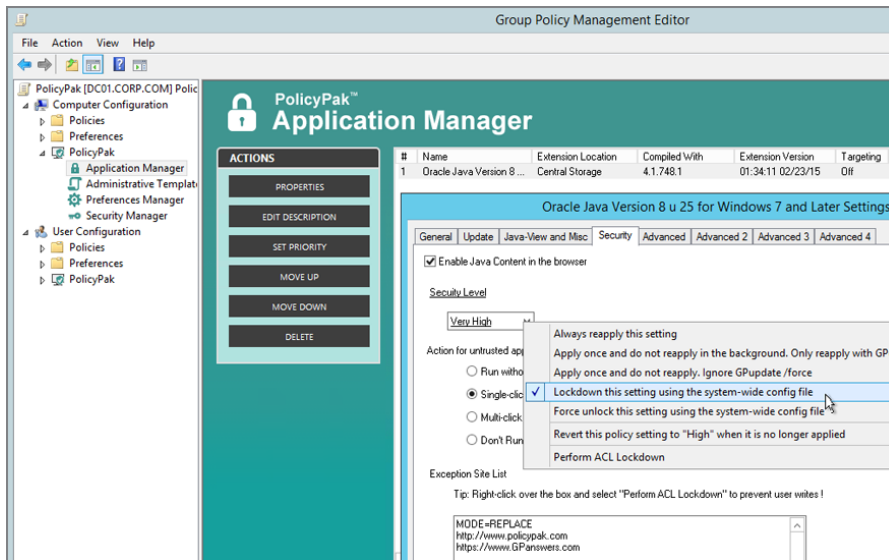 Group Policy Management Editor
File Action View Help
PolicyPak [DC01.CORP.COM] Polic
Computer Configuration
Policies
Preferences
PolicyPak
Application Manager
Administrative Templat
Preferences Manager
Security Manager
User Configuration
Policies
Preferences
PolicyPak
PolicyPak™
Application Manager
ACTIONS
PROPERTIES
EDIT DESCRIPTION
SET PRIORITY
MOVE UP
MOVE DOWN
DELETE
# Name Extension Location Compiled With Extension Version Targeting
1 Oracle Java Version 8 ... Central Storage 4.1.748.1 01:34:11 02/23/15 Off
Oracle Java Version 8 u 25 for Windows 7 and Later Settings
General Update Java-View and Misc Security Advanced Advanced 2 Advanced 3 Advanced 4
Enable Java Content in the browser
Secuity Level
Very High
Action for untrusted app
Run witho
Single-clic
Multi-click
Don't Run
Always reapply this setting
Apply once and do not reapply in the background. Only reapply with GP
Apply once and do not reapply. Ignore GPupdate /force
Lockdown this setting using the system-wide config file
Force unlock this setting using the system-wide config file
Revert this policy setting to "High" when it is no longer applied
Perform ACL Lockdown
Exception Site List
Tip: Right-click over the box and select "Perform ACL Lockdown" to prevent user writes !
MODE=REPLACE
http://www.policypak.com
https://www.GPanswers.com